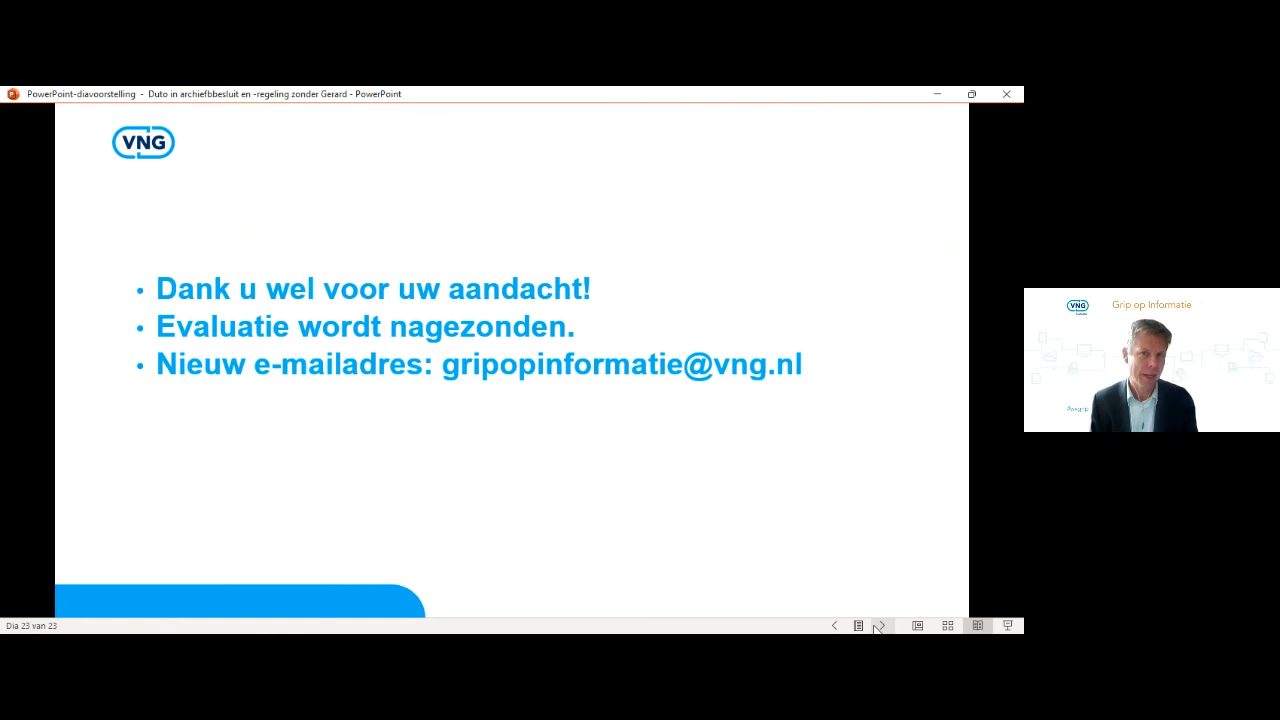 PowerPoint-diavoorstelling - Duto in archiefbbesluit en -regeling zonder Gerard - PowerPoint
VNG
• Dank u wel voor uw aandacht!
• Evaluatie wordt nagezonden.
• Nieuw e-mailadres: gripopinformatie@vng.nl
VNG
Grip op Informatie
Dia 23 van 23